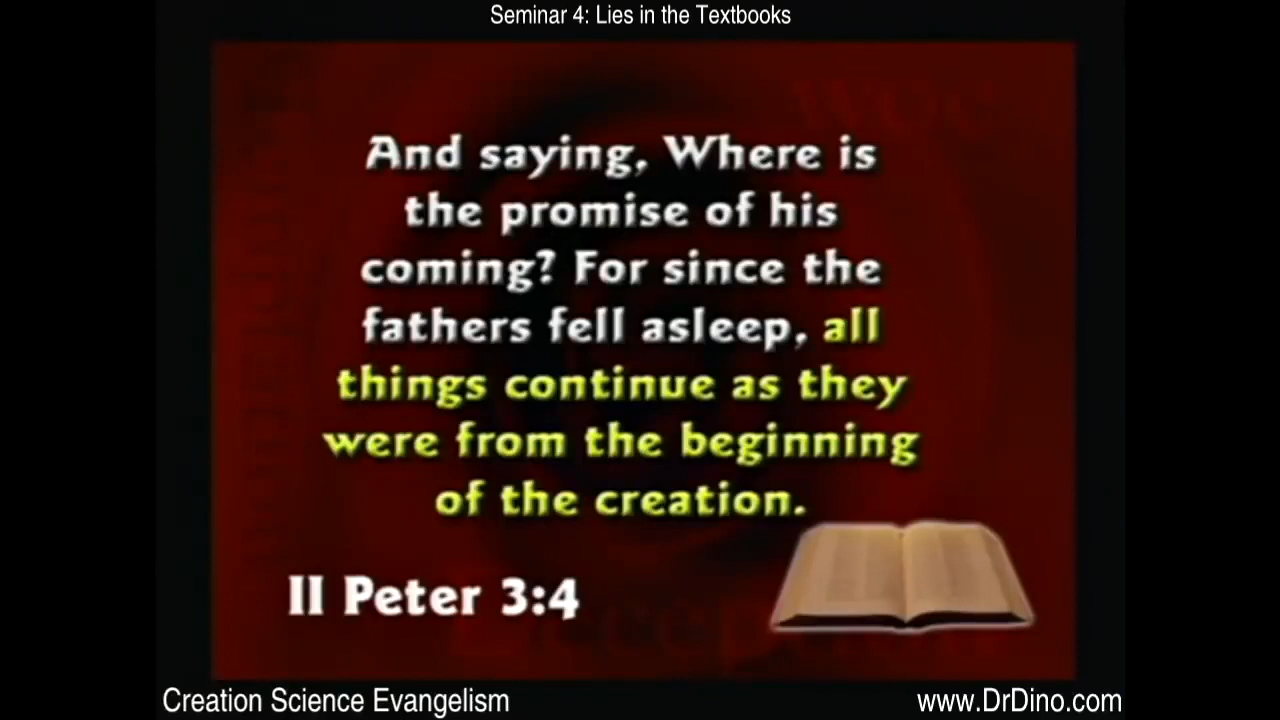 Seminar 4: Lies in the Textbooks
And saying, Where is
the promise of his
coming? For since the
fathers fell asleep, all
things continue as they
were from the beginning
of the creation.
II Peter 3:4
Creation Science Evangelism
www.DrDino.com